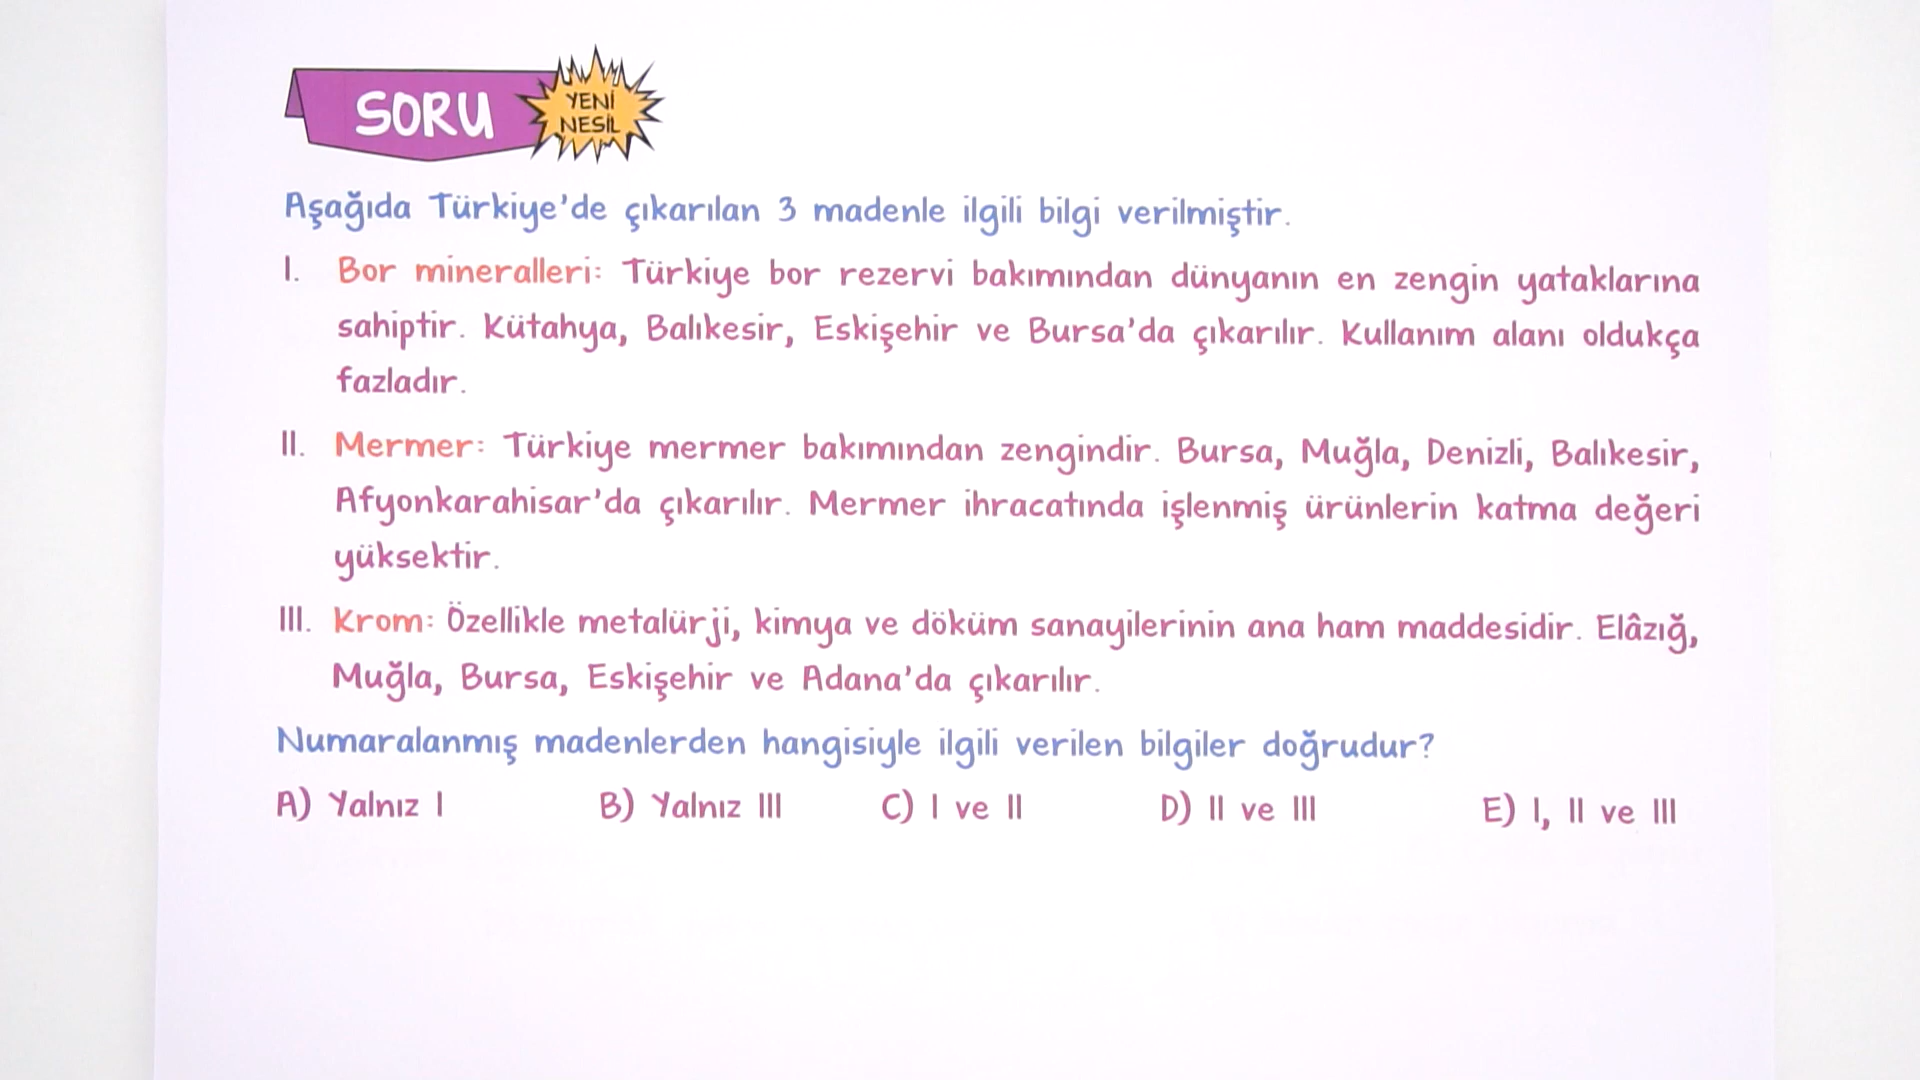 SORU
YENİ
NESİL
Aşağıda Türkiye'de çıkarılan 3 madenle ilgili bilgi verilmiştir.
I. Bor mineralleri: Türkiye bor rezervi bakımından dünyanın en zengin yataklarına
sahiptir. Kütahya, Balıkesir, Eskişehir ve Bursa'da çıkarılır. Kullanım alanı oldukça
fazladır.
II. Mermer: Türkiye mermer bakımından zengindir. Bursa, Muğla, Denizli, Balıkesir,
Afyonkarahisar'da çıkarılır. Mermer ihracatında işlenmiş ürünlerin katma değeri
yüksektir.
III. Krom: Özellikle metalürji, kimya ve döküm sanayilerinin ana ham maddesidir. Elâzığ,
Muğla, Bursa, Eskişehir ve Adana'da çıkarılır.
Numaralanmış madenlerden hangisiyle ilgili verilen bilgiler doğrudur?
A) Yalnız I B) Yalnız III C) I ve II D) II ve III E) I, II ve III